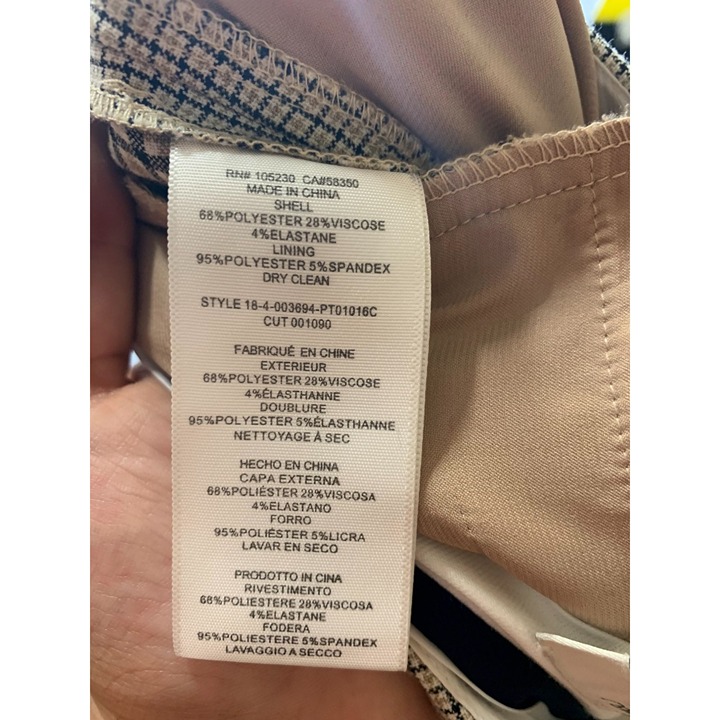 RN# 105230 CA#58350
MADE IN CHINA
SHELL
68%POLYESTER 28%VISCOSE
4%ELASTANE
LINING
95%POLYESTER 5%SPANDEX
DRY CLEAN
STYLE 18-4-003694-PT01016C
CUT 001090
FABRIQUÉ EN CHINE
EXTERIEUR
68%POLYESTER 28%VISCOSE
4%ÉLASTHANNE
DOUBLURE
95%POLYESTER 5%ÉLASTHANNE
NETTOYAGE À SEC
HECHO EN CHINA
CAPA EXTERNA
68%POLIÉSTER 28%VISCOSA
4%ELASTANO
FORRO
95%POLIÉSTER 5%LICRA
LAVAR EN SECO
PRODOTTO IN CINA
RIVESTIMENTO
68%POLIESTERE 28%VISCOSA
4%ELASTANE
FODERA
95%POLIESTERE 5%SPANDEX
LAVAGGIO A SECCO